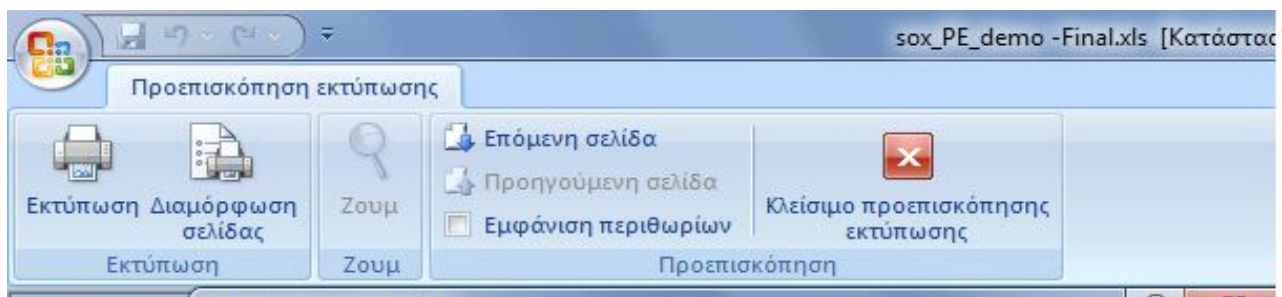 sox_PE_demo -Final.xls [Κατάστασ
Προεπισκόπηση εκτύπωσης
Εκτύπωση
Διαμόρφωση
σελίδας
Εκτύπωση
Ζουμ
Ζουμ
Επόμενη σελίδα
Προηγούμενη σελίδα
Εμφάνιση περιθωρίων
Κλείσιμο προεπισκόπησης
εκτύπωσης
Προεπισκόπηση